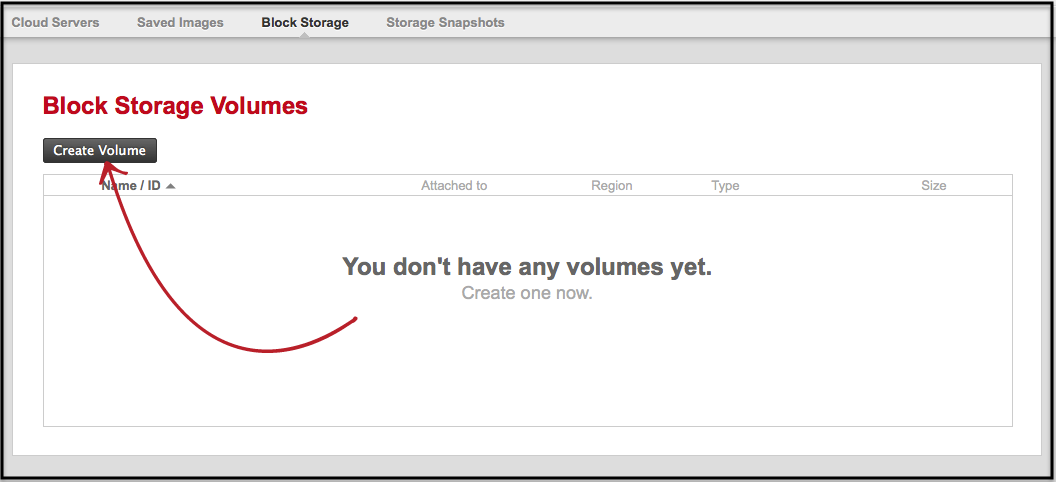 Cloud Servers Saved Images Block Storage Storage Snapshots
Block Storage Volumes
Create Volume
Name / ID Attached to Region Type Size
You don't have any volumes yet.
Create one now.